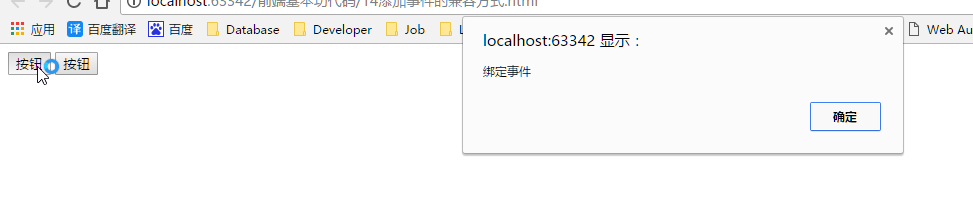 localhost:63342/前端基本功代码/14添加事件的兼容方式.html
应用 译 百度翻译 百度 Database Developer Job Web Au
localhost:63342 显示：
绑定事件
确定
按钮 按钮